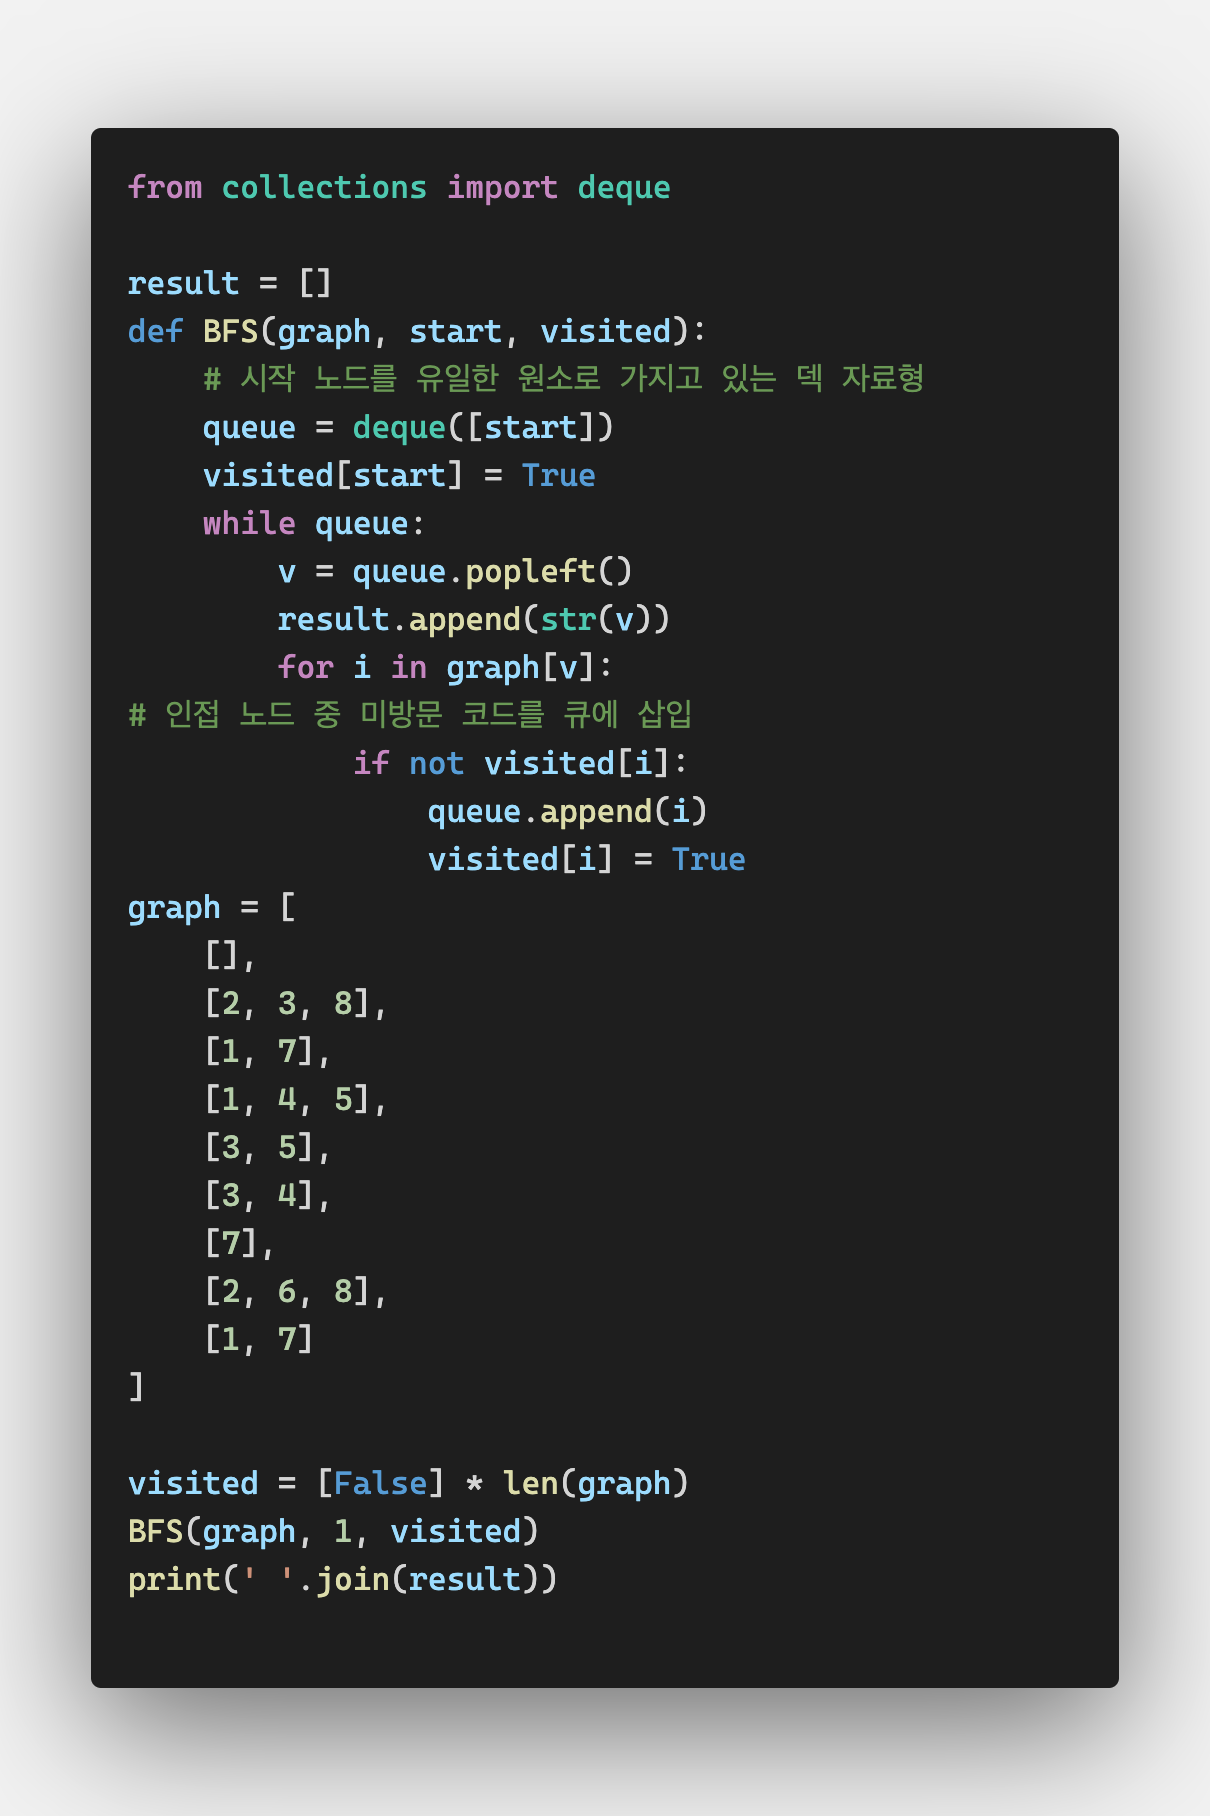 from collections import deque

result = []
def BFS(graph, start, visited):
    # 시작 노드를 유일한 원소로 가지고 있는 덱 자료형
    queue = deque([start])
    visited[start] = True
    while queue:
        v = queue.popleft()
        result.append(str(v))
        for i in graph[v]:
# 인접 노드 중 미방문 코드를 큐에 삽입
            if not visited[i]:
                queue.append(i)
                visited[i] = True
graph = [
    [],
    [2, 3, 8],
    [1, 7],
    [1, 4, 5],
    [3, 5],
    [3, 4],
    [7],
    [2, 6, 8],
    [1, 7]
]

visited = [False] * len(graph)
BFS(graph, 1, visited)
print(' '.join(result))